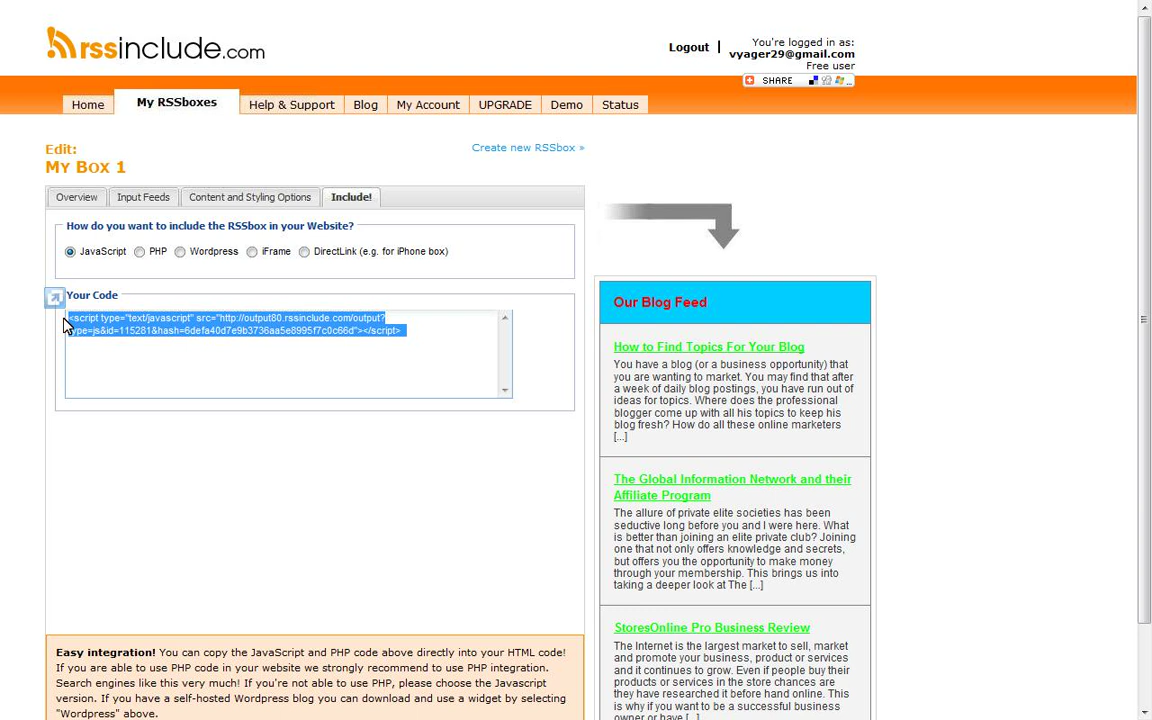 rssinclude.com
Logout
You're logged in as:
vyager29@gmail.com
Free user
SHARE
Home
My RSSboxes
Help & Support
Blog
My Account
UPGRADE
Demo
Status
Edit:
My Box 1
Create new RSSbox »
Overview
Input Feeds
Content and Styling Options
Include!
How do you want to include the RSSbox in your Website?
JavaScript
PHP
Wordpress
iFrame
DirectLink (e.g. for iPhone box)
Your Code
<script type="text/javascript" src="http://output80.rssinclude.com/output?
type=js&id=115281&hash=6defa40d7e9b3736aa5e8995f7c0c66d"></script>
Our Blog Feed
How to Find Topics For Your Blog
You have a blog (or a business opportunity) that
you are wanting to market. You may find that after
a week of daily blog postings, you have run out of
ideas for topics. Where does the professional
blogger come up with all his topics to keep his
blog fresh? How do all these online marketers
[...]
The Global Information Network and their
Affiliate Program
The allure of private elite societies has been
seductive long before you and I were here. What
is better than joining an elite private club? Joining
one that not only offers knowledge and secrets,
but offers you the opportunity to make money
through your membership. This brings us into
taking a deeper look at The [...]
StoresOnline Pro Business Review
The Internet is the largest market to sell, market
and promote your business, product or services
and it continues to grow. Even if people buy their
products or services in the store chances are
they have researched it before hand online. This
is why if you want to be a successful business
owner or have [...]
Easy integration! You can copy the JavaScript and PHP code above directly into your HTML code!
If you are able to use PHP code in your website we strongly recommend to use PHP integration.
Search engines like this very much! If you're not able to use PHP, please choose the Javascript
version. If you have a self-hosted Wordpress blog you can download and use a widget by selecting
"Wordpress" above.